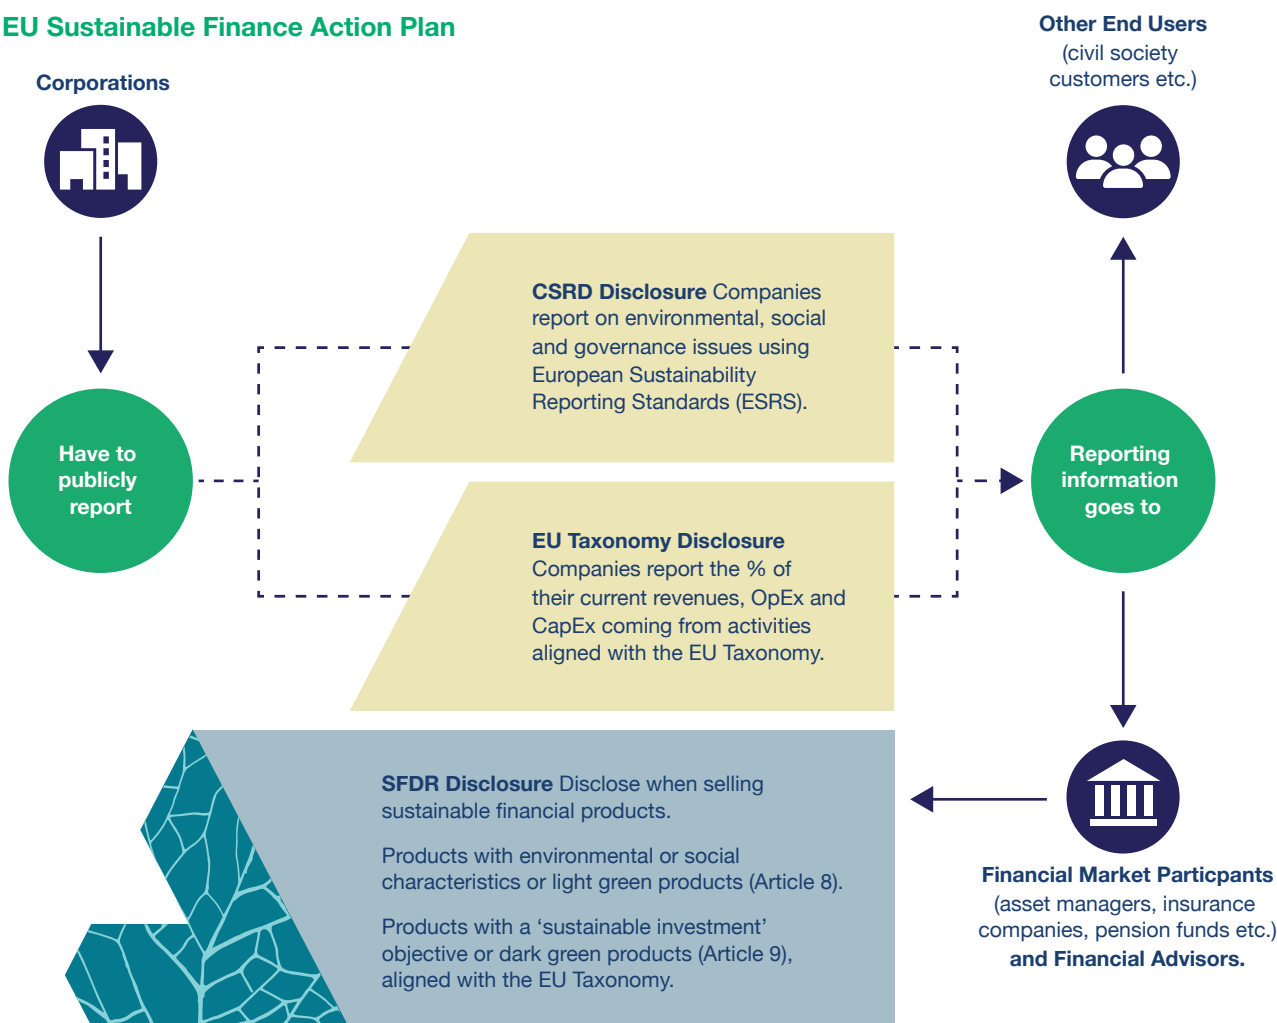 EU Sustainable Finance Action Plan
Corporations
Have to
publicly
report
CSRD Disclosure Companies
report on environmental, social
and governance issues using
European Sustainability
Reporting Standards (ESRS).
EU Taxonomy Disclosure
Companies report the % of
their current revenues, OpEx and
CapEx coming from activities
aligned with the EU Taxonomy.
Reporting
information
goes to
Other End Users
(civil society
customers etc.)
Financial Market Particpants
(asset managers, insurance
companies, pension funds etc.)
and Financial Advisors.
SFDR Disclosure Disclose when selling
sustainable financial products.
Products with environmental or social
characteristics or light green products (Article 8).
Products with a ‘sustainable investment’
objective or dark green products (Article 9),
aligned with the EU Taxonomy.